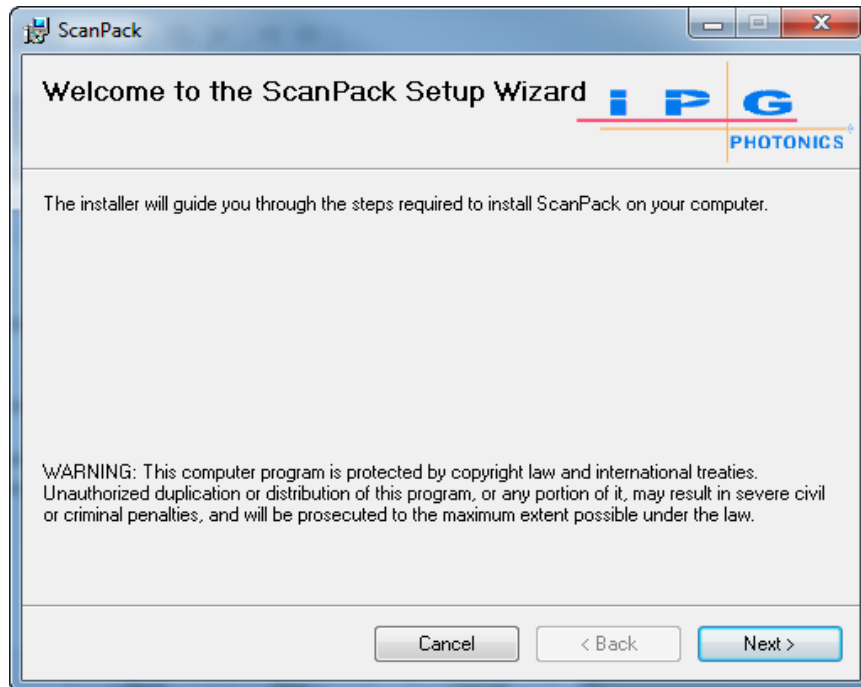 ScanPack
Welcome to the ScanPack Setup Wizard
IPG
PHOTONICS
The installer will guide you through the steps required to install ScanPack on your computer.
WARNING: This computer program is protected by copyright law and international treaties.
Unauthorized duplication or distribution of this program, or any portion of it, may result in severe civil
or criminal penalties, and will be prosecuted to the maximum extent possible under the law.
Cancel
< Back
Next >